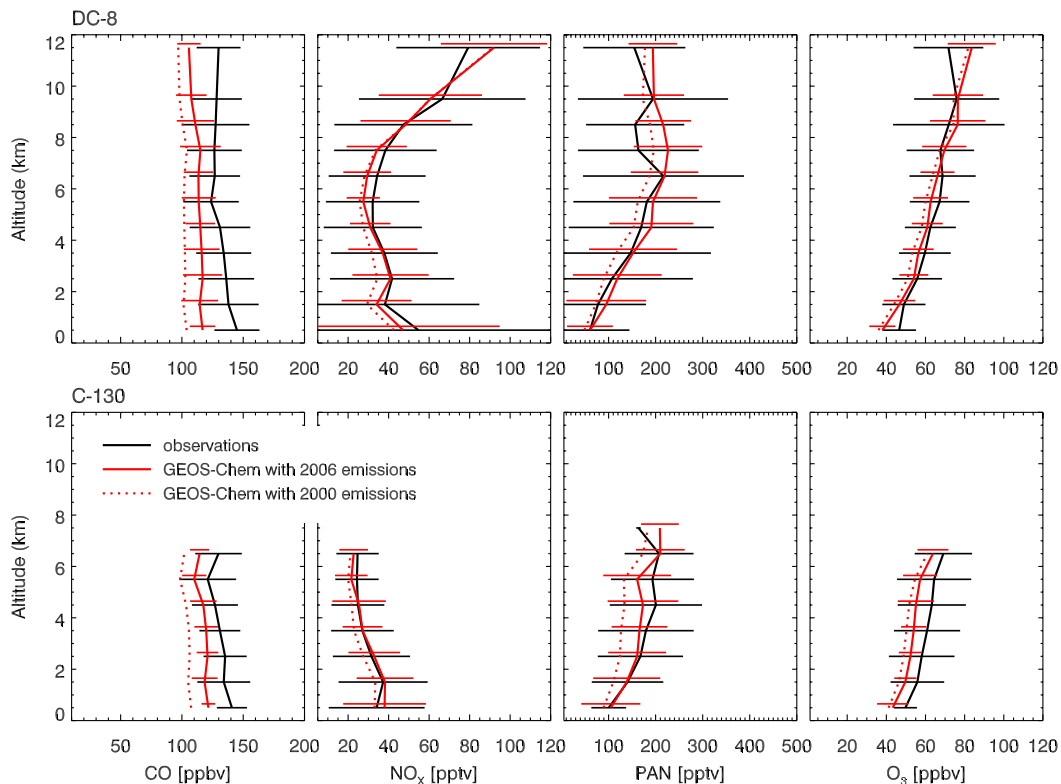 DC-8
Altitude (km)
12
10
8
6
4
2
0
50 100 150 200
20 40 60 80 100 120
100 200 300 400 500
20 40 60 80 100 120
C-130
Altitude (km)
12
10
8
6
4
2
0
observations
GEOS-Chem with 2006 emissions
GEOS-Chem with 2000 emissions
50 100 150 200
20 40 60 80 100 120
100 200 300 400 500
20 40 60 80 100 120
CO [ppbv]
NOx [pptv]
PAN [pptv]
O3 [ppbv]